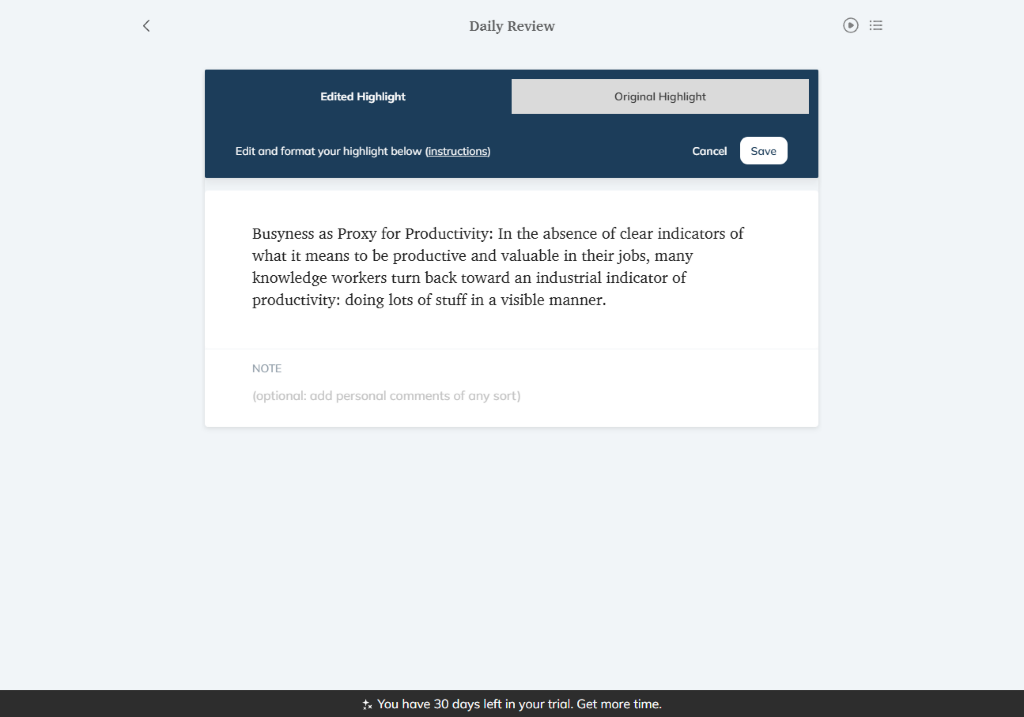 Daily Review
Edited Highlight
Original Highlight
Edit and format your highlight below (instructions)
Cancel
Save
Busyness as Proxy for Productivity: In the absence of clear indicators of
what it means to be productive and valuable in their jobs, many
knowledge workers turn back toward an industrial indicator of
productivity: doing lots of stuff in a visible manner.
NOTE
(optional: add personal comments of any sort)
You have 30 days left in your trial. Get more time.